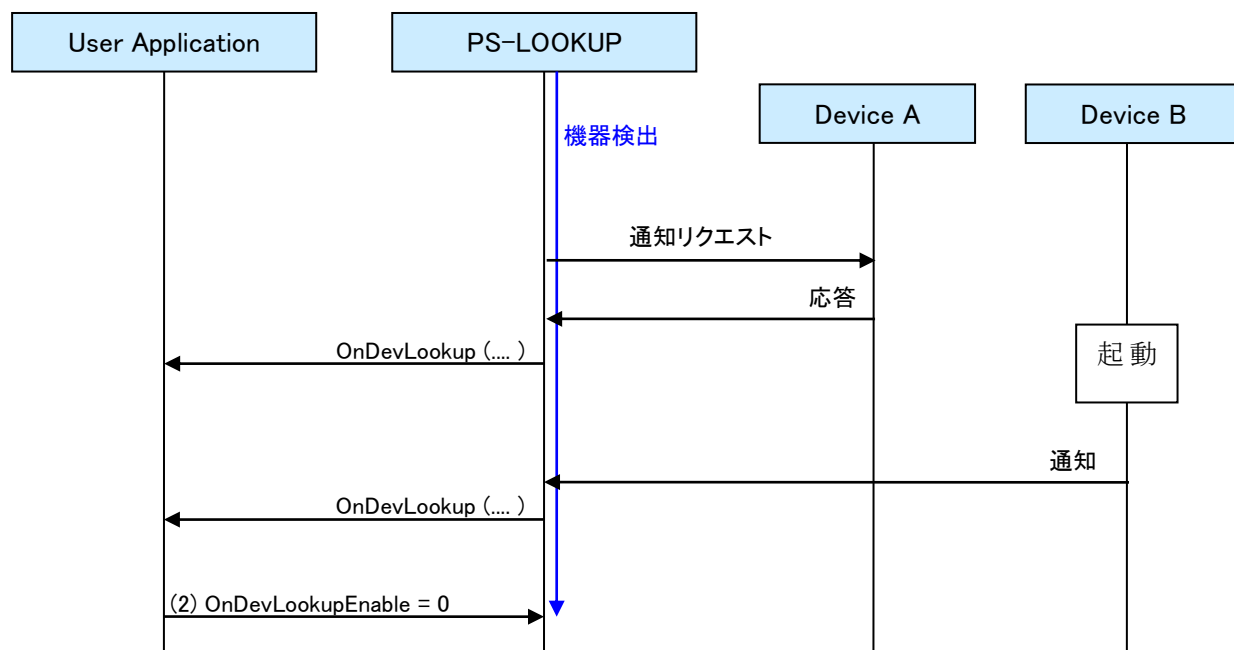 User Application
PS-LOOKUP
Device A
Device B
機器検出
通知リクエスト
応答
OnDevLookup (.... )
起 動
通知
OnDevLookup (.... )
(2) OnDevLookupEnable = 0